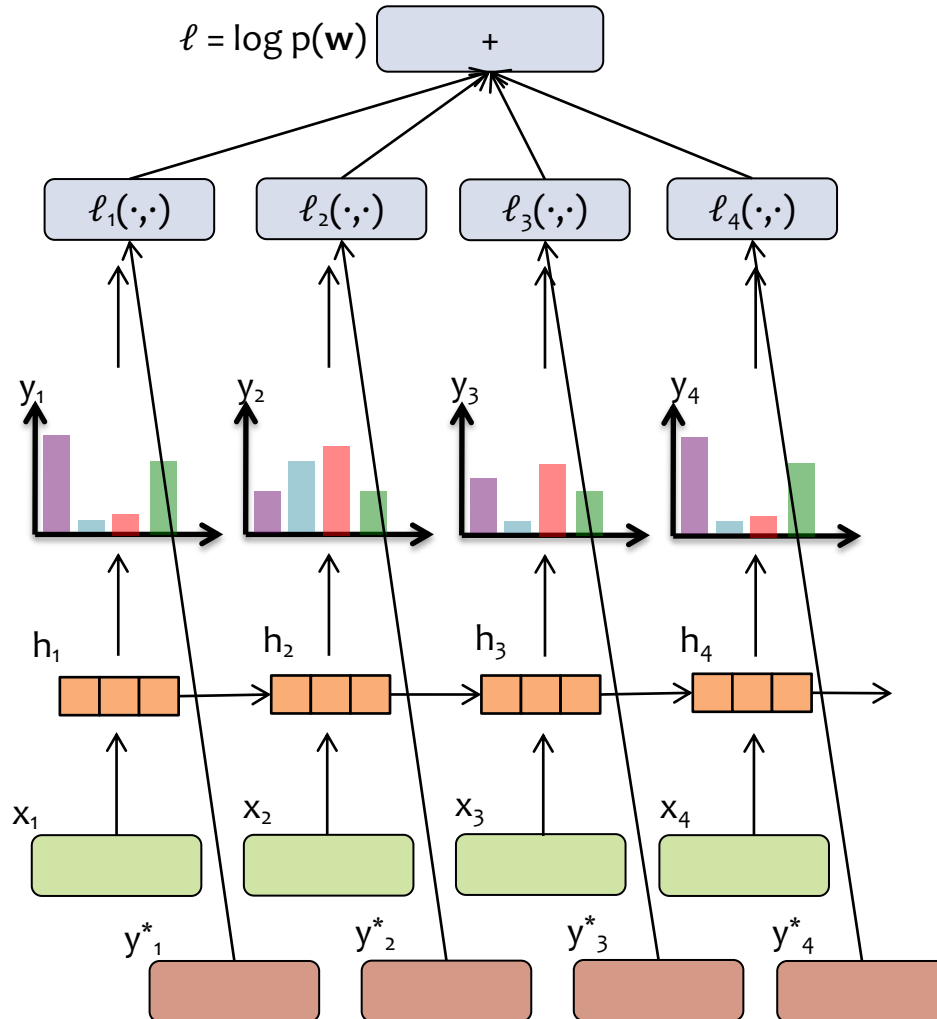 ℓ = log p(w) +
ℓ₁(·,·) ℓ₂(·,·) ℓ₃(·,·) ℓ₄(·,·)
y₁ y₂ y₃ y₄
h₁ h₂ h₃ h₄
x₁ x₂ x₃ x₄
y*₁ y*₂ y*₃ y*₄